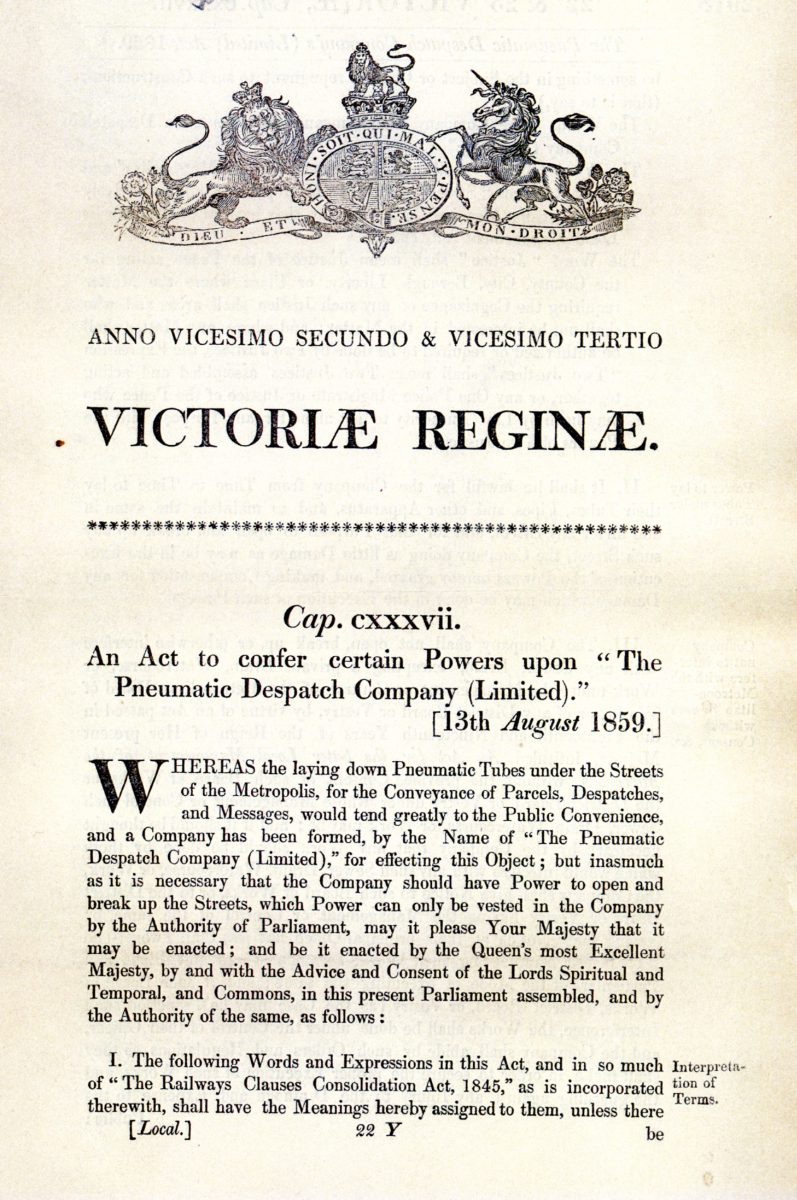 HONI · SOIT · QUI · MAL · Y · PENSE
DIEU · ET · MON · DROIT
ANNO VICESIMO SECUNDO & VICESIMO TERTIO
VICTORIÆ REGINÆ.
Cap. cxxxvii.
An Act to confer certain Powers upon “The
Pneumatic Despatch Company (Limited).”
[13th August 1859.]
WHEREAS the laying down Pneumatic Tubes under the Streets
of the Metropolis, for the Conveyance of Parcels, Despatches,
and Messages, would tend greatly to the Public Convenience,
and a Company has been formed, by the Name of “The Pneumatic
Despatch Company (Limited),” for effecting this Object; but inasmuch
as it is necessary that the Company should have Power to open and
break up the Streets, which Power can only be vested in the Company
by the Authority of Parliament, may it please Your Majesty that it
may be enacted; and be it enacted by the Queen’s most Excellent
Majesty, by and with the Advice and Consent of the Lords Spiritual and
Temporal, and Commons, in this present Parliament assembled, and by
the Authority of the same, as follows:
I. The following Words and Expressions in this Act, and in so much
of “The Railways Clauses Consolidation Act, 1845,” as is incorporated
therewith, shall have the Meanings hereby assigned to them, unless there
Interpreta-
tion of
Terms.
[Local.] 22 Y be